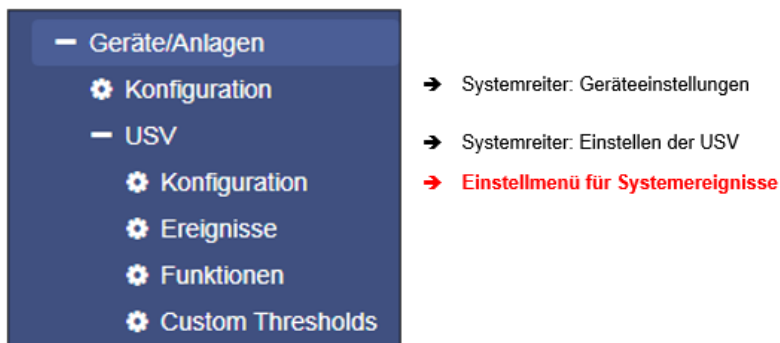 Geräte/Anlagen
Konfiguration
➔ Systemreiter: Geräteeinstellungen
USV
➔ Systemreiter: Einstellen der USV
Konfiguration
➔ Einstellmenü für Systemereignisse
Ereignisse
Funktionen
Custom Thresholds